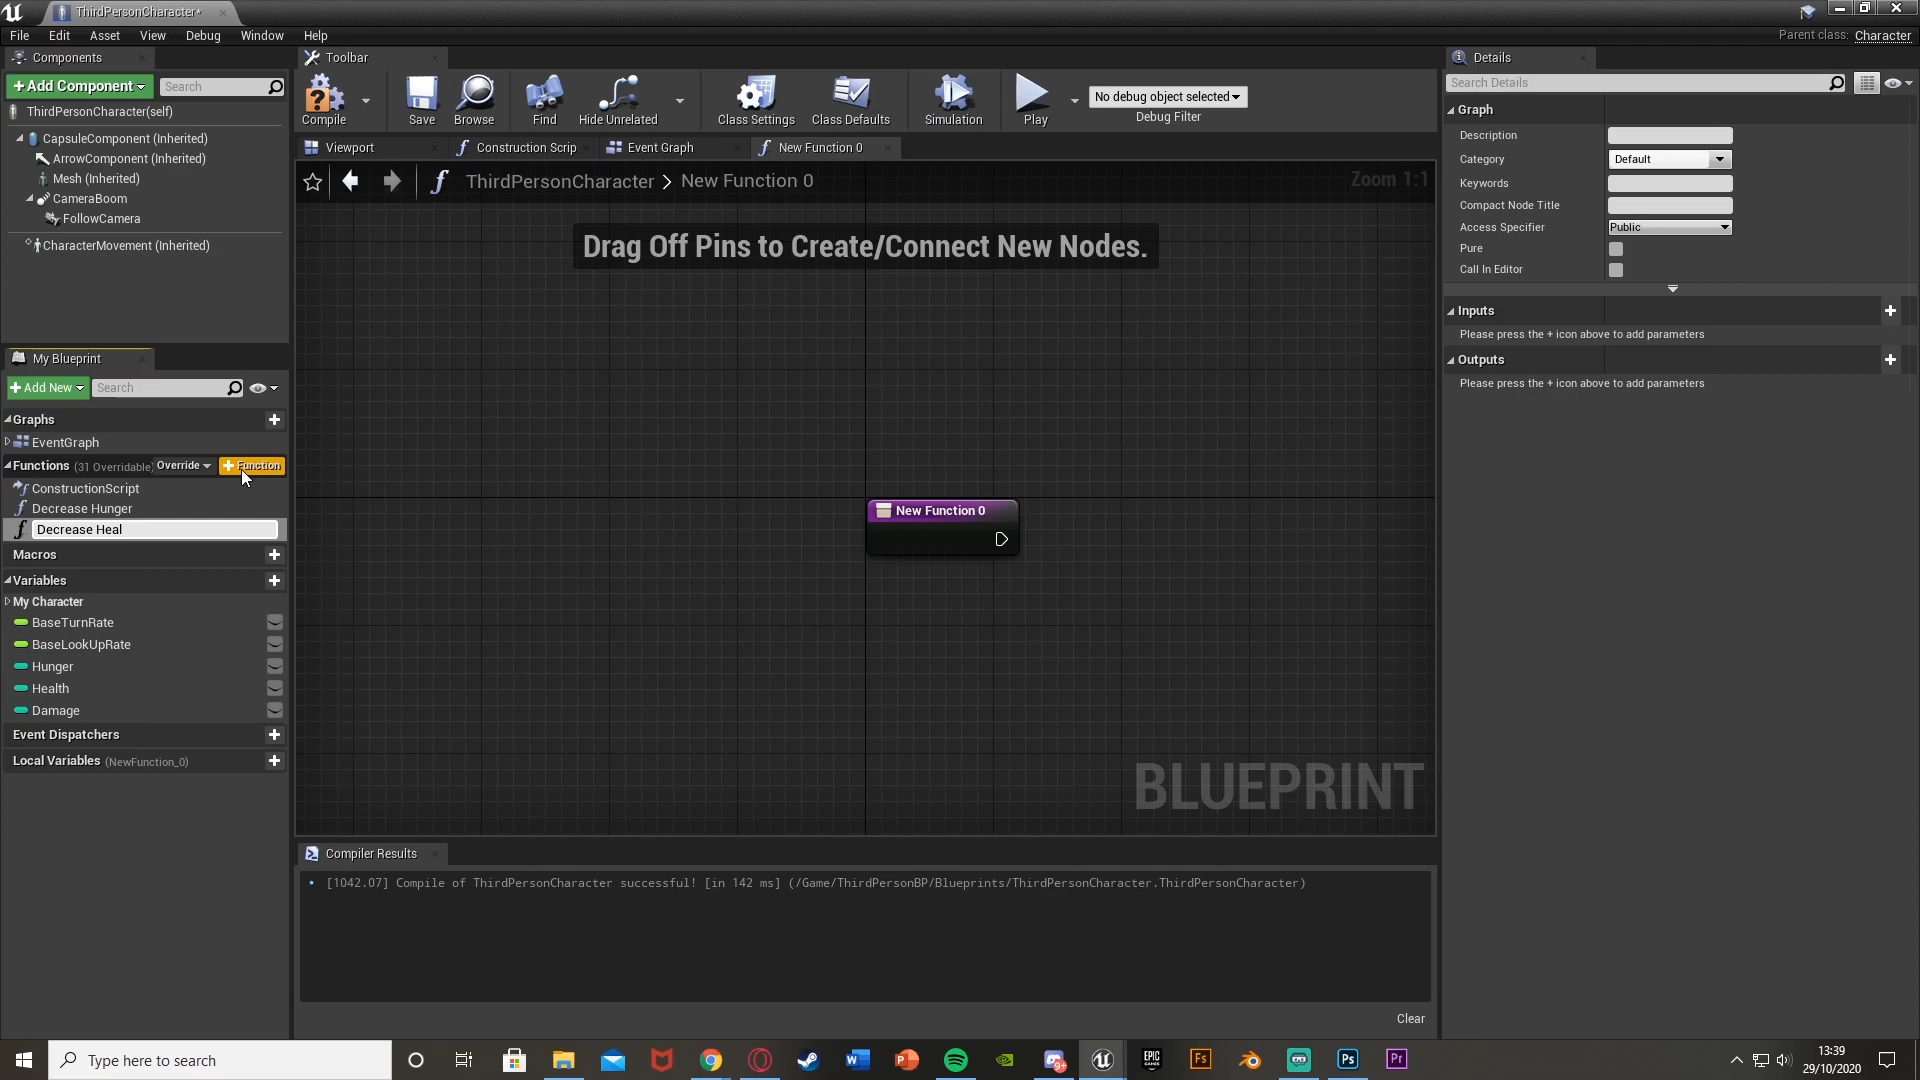 ThirdPersonCharacter*
File Edit Asset View Debug Window Help
Parent class: Character
Components
+Add Component
Search
ThirdPersonCharacter(self)
CapsuleComponent (Inherited)
ArrowComponent (Inherited)
Mesh (Inherited)
CameraBoom
FollowCamera
CharacterMovement (Inherited)
Toolbar
Compile Save Browse Find Hide Unrelated Class Settings Class Defaults Simulation Play
No debug object selected
Debug Filter
Viewport Construction Scrip Event Graph New Function 0
ThirdPersonCharacter > New Function 0
Zoom 1:1
Drag Off Pins to Create/Connect New Nodes.
New Function 0
BLUEPRINT
My Blueprint
+Add New
Search
Graphs
EventGraph
Functions (31 Overridable) Override +Function
ConstructionScript
Decrease Hunger
Decrease Heal
Macros
Variables
My Character
BaseTurnRate
BaseLookUpRate
Hunger
Health
Damage
Event Dispatchers
Local Variables (NewFunction_0)
Compiler Results
[1042.07] Compile of ThirdPersonCharacter successful! [in 142 ms] (/Game/ThirdPersonBP/Blueprints/ThirdPersonCharacter.ThirdPersonCharacter)
Clear
Details
Search Details
Graph
Description
Category Default
Keywords
Compact Node Title
Access Specifier Public
Pure
Call In Editor
Inputs
Please press the + icon above to add parameters
Outputs
Please press the + icon above to add parameters
Type here to search
13:39
29/10/2020